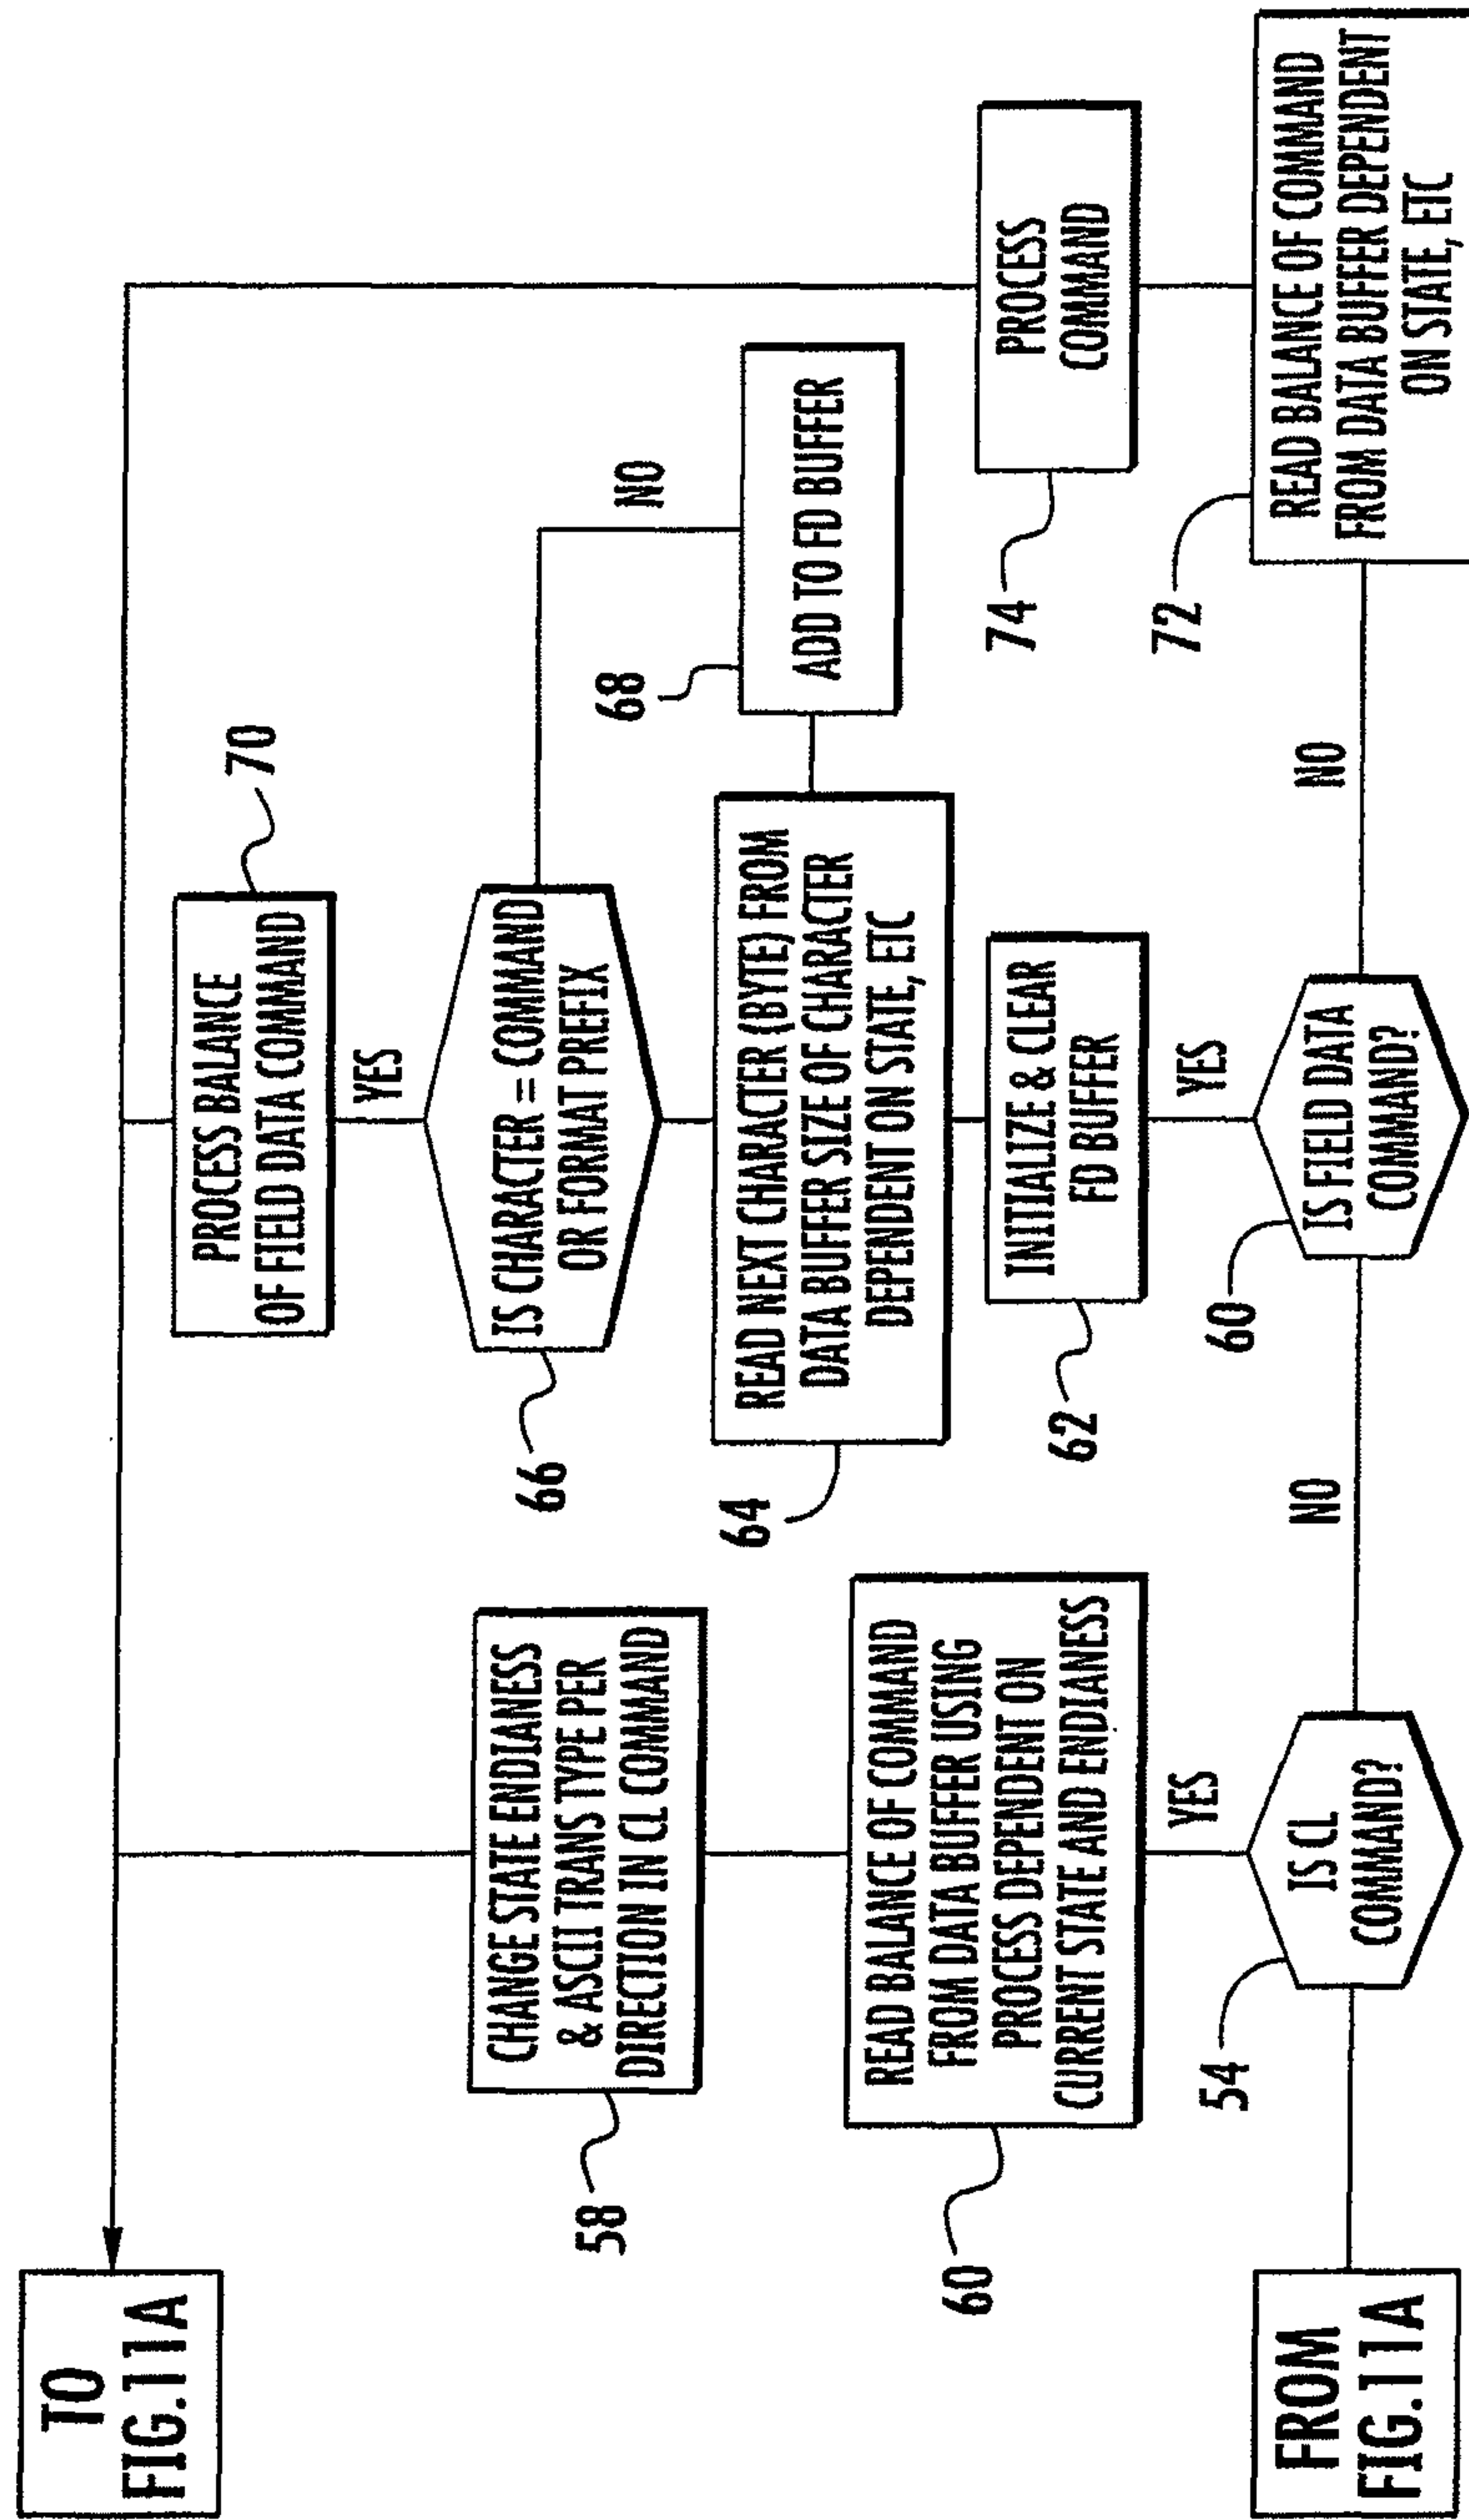 TO
FIG.11A
CHANGE STATE ENDIANESS
& ASCII TRANS TYPE PER
DIRECTION IN CL COMMAND
58
READ BALANCE OF COMMAND
FROM DATA BUFFER USING
PROCESS DEPENDENT ON
CURRENT STATE AND ENDIANESS
60
YES
IS CL
COMMAND?
54
FROM
FIG.11A
NO
PROCESS BALANCE
OF FIELD DATA COMMAND
70
YES
IS CHARACTER = COMMAND
OR FORMAT PREFIX
66
NO
READ NEXT CHARACTER (BYTE) FROM
DATA BUFFER SIZE OF CHARACTER
DEPENDENT ON STATE, ETC
64
ADD TO FD BUFFER
68
INITIALIZE & CLEAR
FD BUFFER
62
YES
IS FIELD DATA
COMMAND?
60
NO
PROCESS
COMMAND
74
READ BALANCE OF COMMAND
FROM DATA BUFFER DEPENDENT
ON STATE, ETC
72